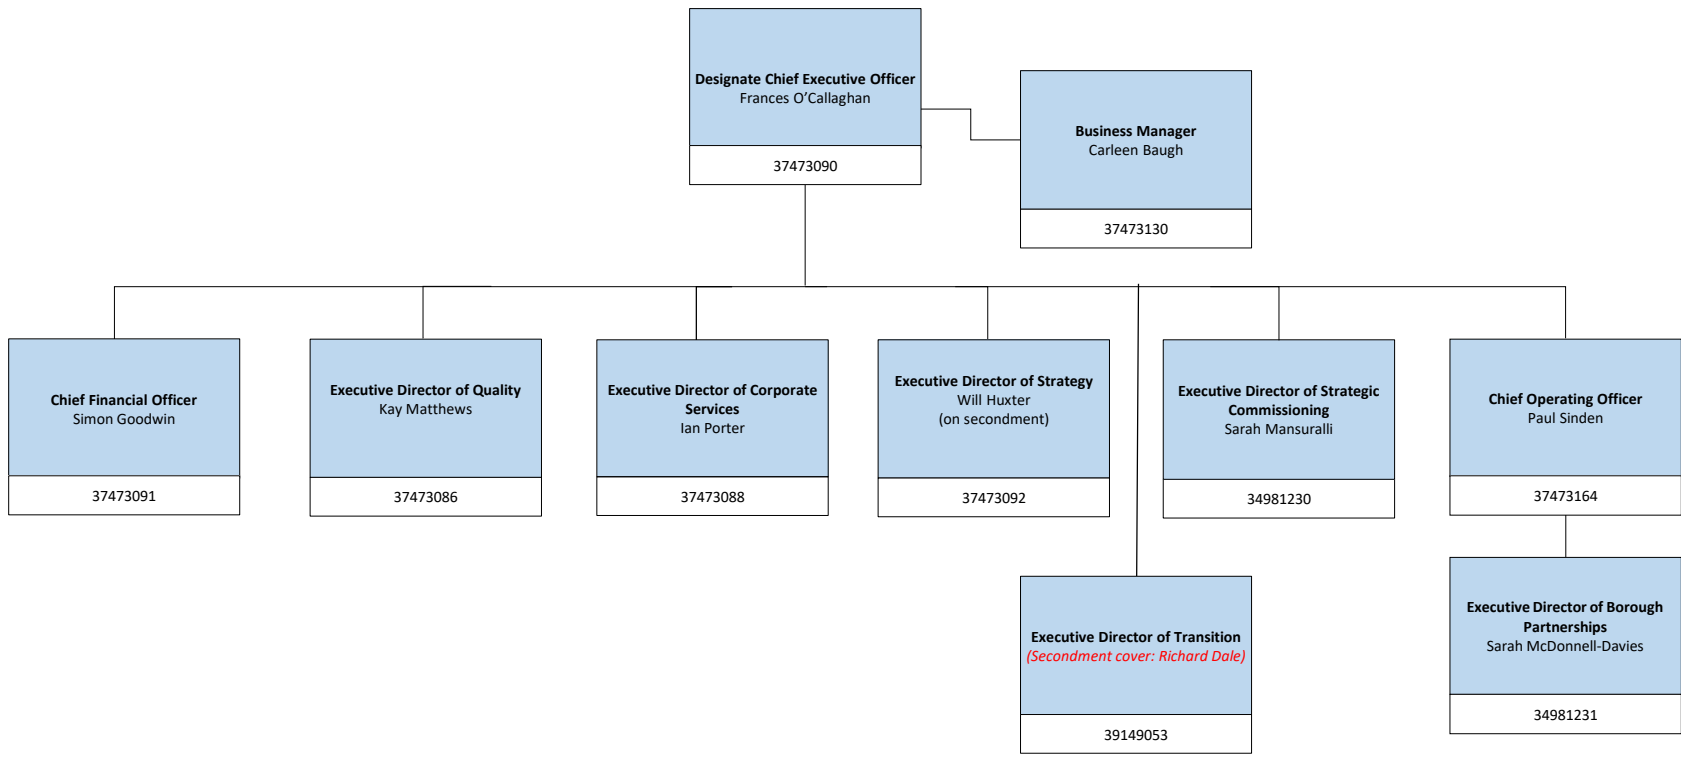 Designate Chief Executive Officer
Frances O’Callaghan
37473090
Business Manager
Carleen Baugh
37473130
Chief Financial Officer
Simon Goodwin
37473091
Executive Director of Quality
Kay Matthews
37473086
Executive Director of Corporate
Services
Ian Porter
37473088
Executive Director of Strategy
Will Huxter
(on secondment)
37473092
Executive Director of Strategic
Commissioning
Sarah Mansuralli
34981230
Chief Operating Officer
Paul Sinden
37473164
Executive Director of Transition
(Secondment cover: Richard Dale)
39149053
Executive Director of Borough
Partnerships
Sarah McDonnell-Davies
34981231